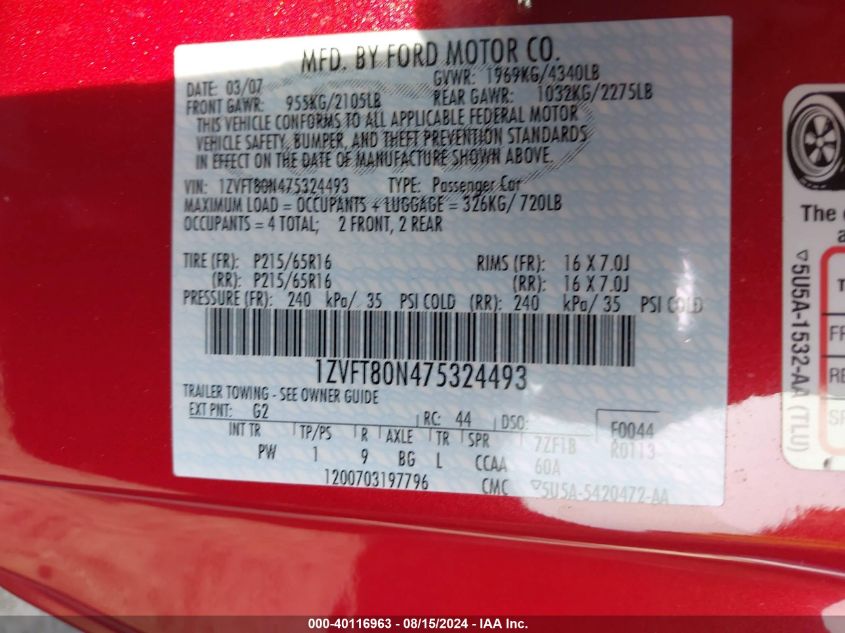 MFD. BY FORD MOTOR CO.
DATE: 03/07 GVWR: 1969KG/4340LB
FRONT GAWR: 955KG/2105LB REAR GAWR: 1032KG/2275LB
THIS VEHICLE CONFORMS TO ALL APPLICABLE FEDERAL MOTOR
VEHICLE SAFETY, BUMPER, AND THEFT PREVENTION STANDARDS
IN EFFECT ON THE DATE OF MANUFACTURE SHOWN ABOVE.
VIN: 1ZVFT80N475324493 TYPE: Passenger Car
MAXIMUM LOAD = OCCUPANTS + LUGGAGE = 326KG/ 720LB
OCCUPANTS = 4 TOTAL; 2 FRONT, 2 REAR
TIRE (FR): P215/65R16 RIMS (FR): 16 X 7.0J
(RR): P215/65R16 (RR): 16 X 7.0J
PRESSURE (FR): 240 kPa/ 35 PSI COLD (RR): 240 kPa/ 35 PSI COLD
1ZVFT80N475324493
TRAILER TOWING - SEE OWNER GUIDE
EXT PNT: G2 RC: 44 DSO: F0044
INT TR TP/PS R AXLE TR SPR 7ZF1B R0113
PW 1 9 BG L CCAA 60A
1200703197796 CMC ▽5U5A-5420472-AA
The
▽5U5A-1532-AA (TLU)
FR
RE
SP
000-40116963 - 08/15/2024 - IAA Inc.